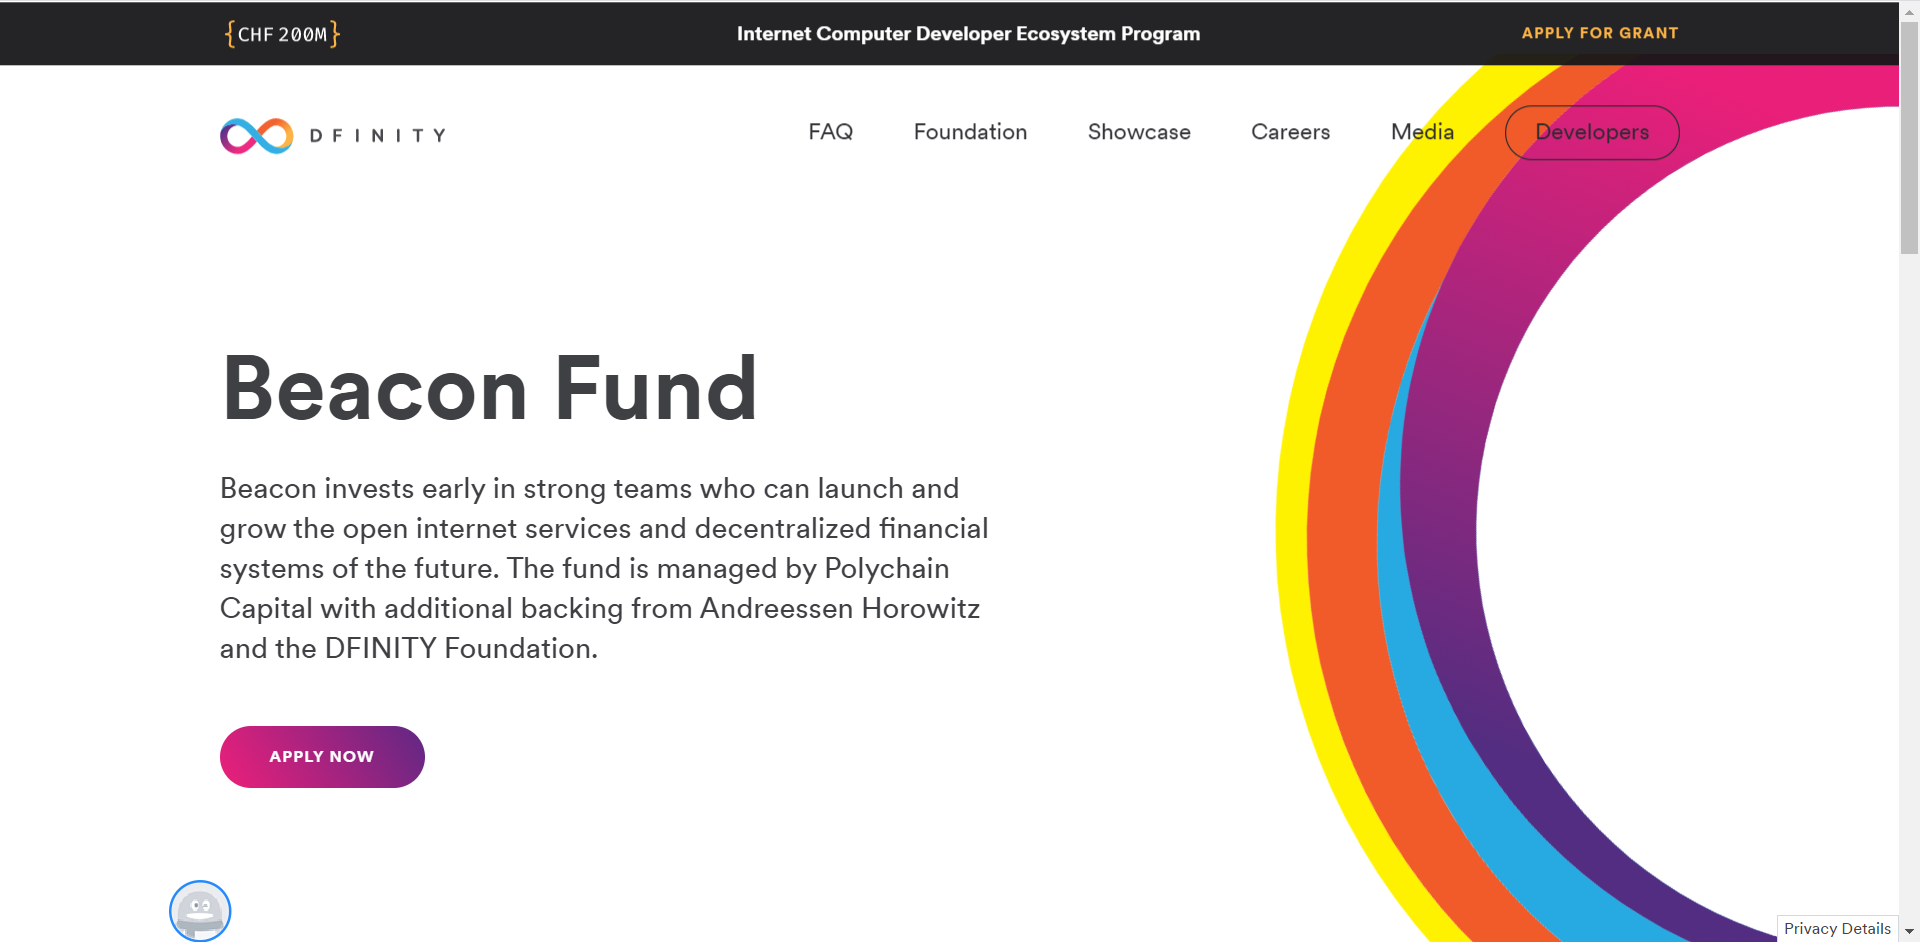 {CHF 200M}
Internet Computer Developer Ecosystem Program
APPLY FOR GRANT
DFINITY
FAQ
Foundation
Showcase
Careers
Media
Developers
Beacon Fund
Beacon invests early in strong teams who can launch and
grow the open internet services and decentralized financial
systems of the future. The fund is managed by Polychain
Capital with additional backing from Andreessen Horowitz
and the DFINITY Foundation.
APPLY NOW
Privacy Details